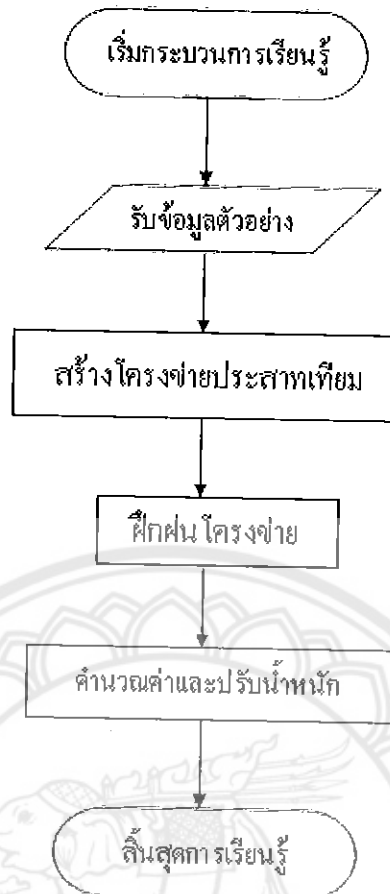 เริ่มกระบวนการเรียนรู้
รับข้อมูลตัวอย่าง
สร้างโครงข่ายประสาทเทียม
ฝึกฝนโครงข่าย
คำนวณค่าและปรับน้ำหนัก
สิ้นสุดการเรียนรู้